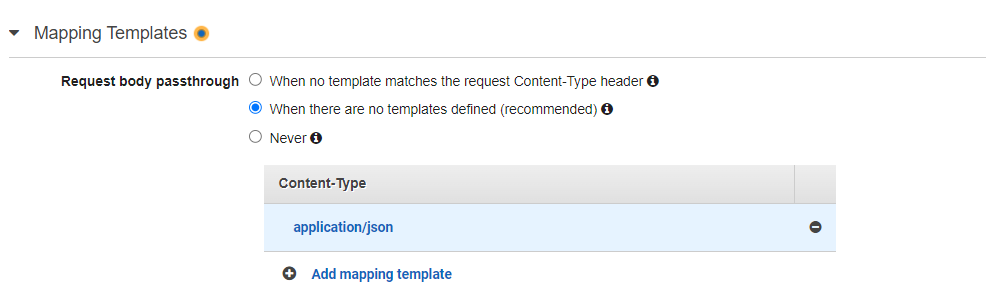 Mapping Templates
Request body passthrough When no template matches the request Content-Type header
When there are no templates defined (recommended)
Never
Content-Type
application/json
Add mapping template